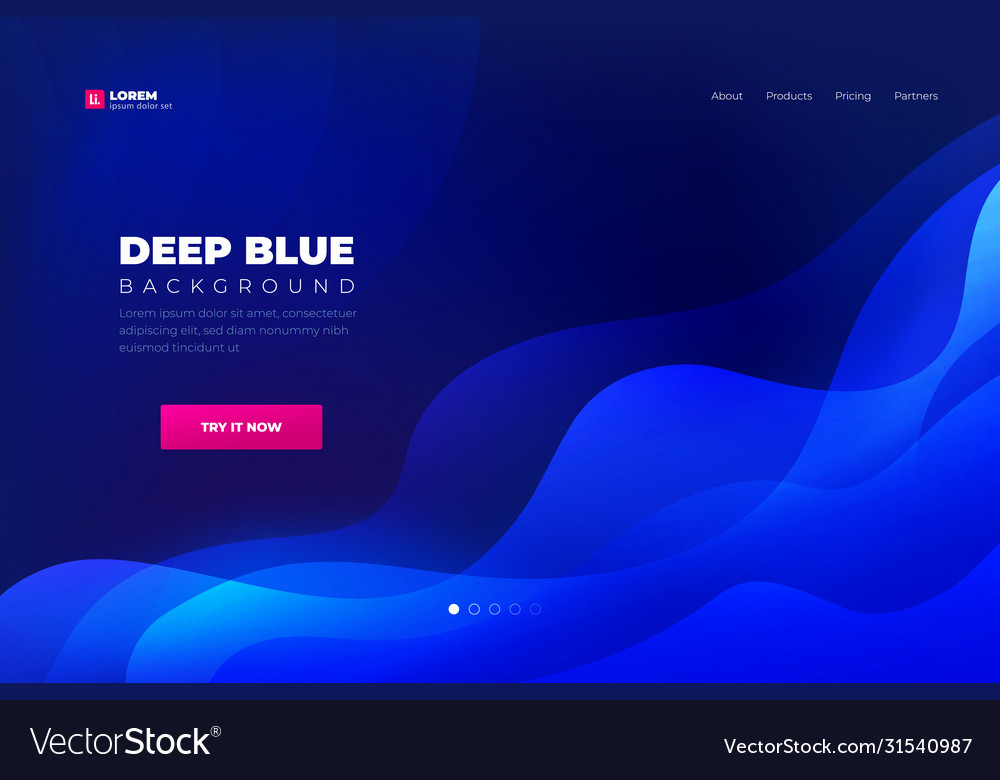 li.
LOREM
ipsum dolor set
About Products Pricing Partners
DEEP BLUE
BACKGROUND
Lorem ipsum dolor sit amet, consectetuer
adipiscing elit, sed diam nonummy nibh
euismod tincidunt ut
TRY IT NOW
VectorStock®
VectorStock.com/31540987